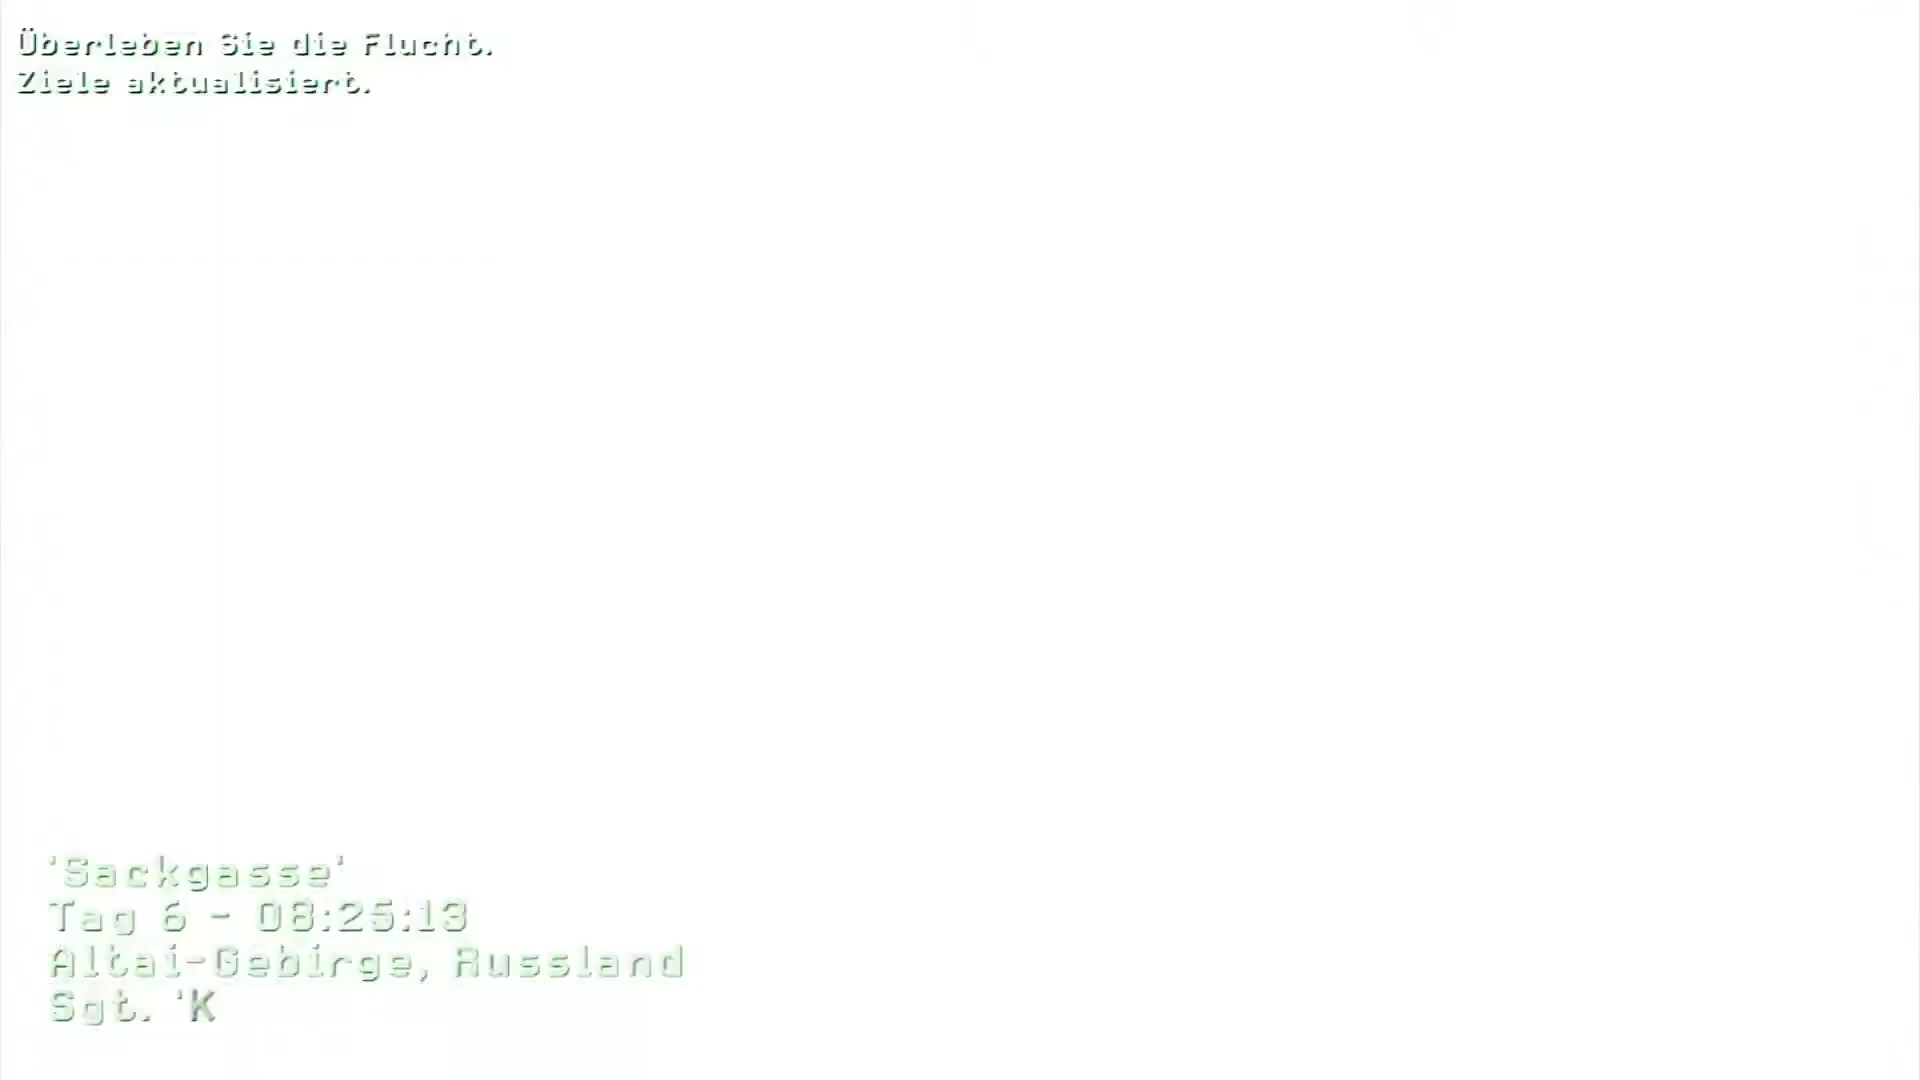 Überleben Sie die Flucht.
Ziele aktualisiert.
'Sackgasse'
Tag 6 - 08:25:13
Altai-Gebirge, Russland
Sgt. 'K